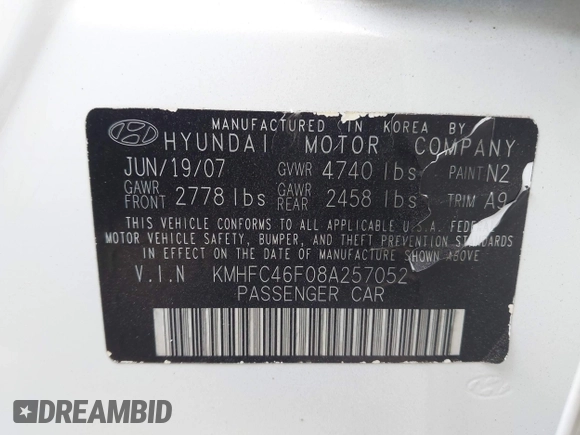 MANUFACTURED IN KOREA BY
HYUNDAI MOTOR COMPANY
JUN/19/07 GVWR 4740 lbs PAINT N2
GAWR FRONT 2778 lbs GAWR REAR 2458 lbs TRIM A9
THIS VEHICLE CONFORMS TO ALL APPLICABLE U.S.A. FEDERAL
MOTOR VEHICLE SAFETY, BUMPER, AND THEFT PREVENTION STANDARDS
IN EFFECT ON THE DATE OF MANUFACTURE SHOWN ABOVE
V.I.N KMHFC46F08A257052
PASSENGER CAR
DREAMBID